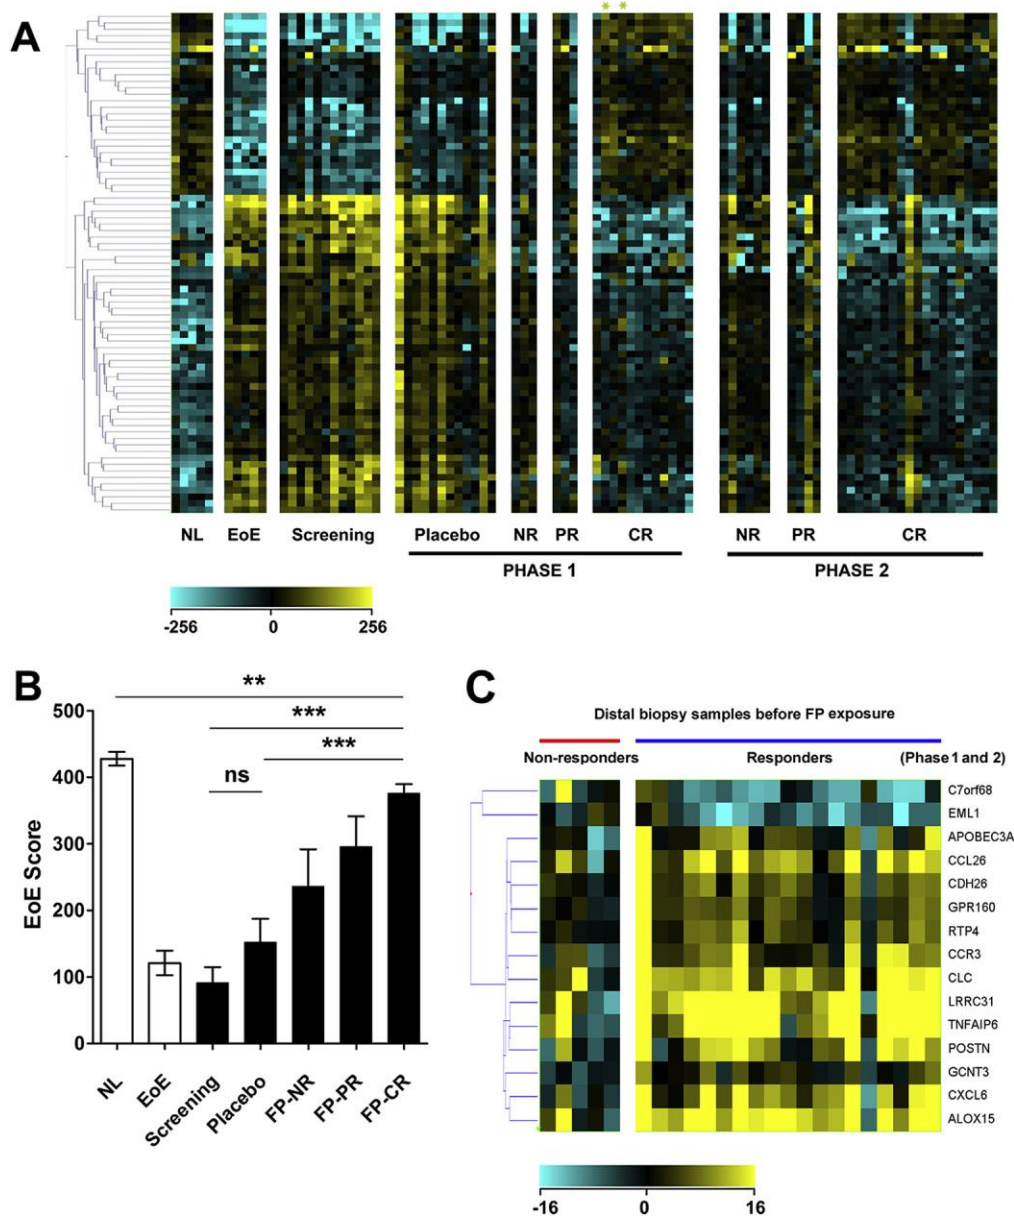 A
* *
NL EoE Screening Placebo NR PR CR NR PR CR
PHASE 1 PHASE 2
-256 0 256
B
** 
***
***
ns
EoE Score
500
400
300
200
100
0
NL EoE Screening Placebo FP-NR FP-PR FP-CR
C
Distal biopsy samples before FP exposure
Non-responders Responders (Phase 1 and 2)
C7orf68
EML1
APOBEC3A
CCL26
CDH26
GPR160
RTP4
CCR3
CLC
LRRC31
TNFAIP6
POSTN
GCNT3
CXCL6
ALOX15
-16 0 16